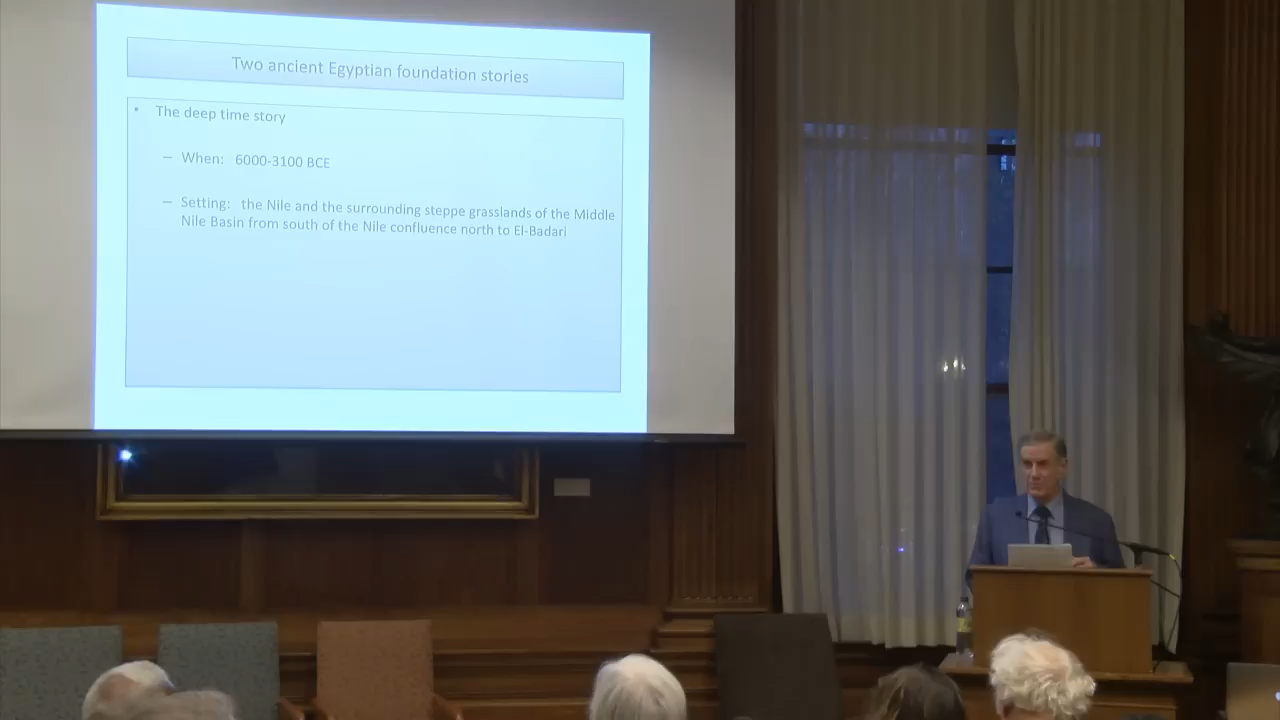 Two ancient Egyptian foundation stories
• The deep time story
– When: 6000-3100 BCE
– Setting: the Nile and the surrounding steppe grasslands of the Middle
Nile Basin from south of the Nile confluence north to El-Badari